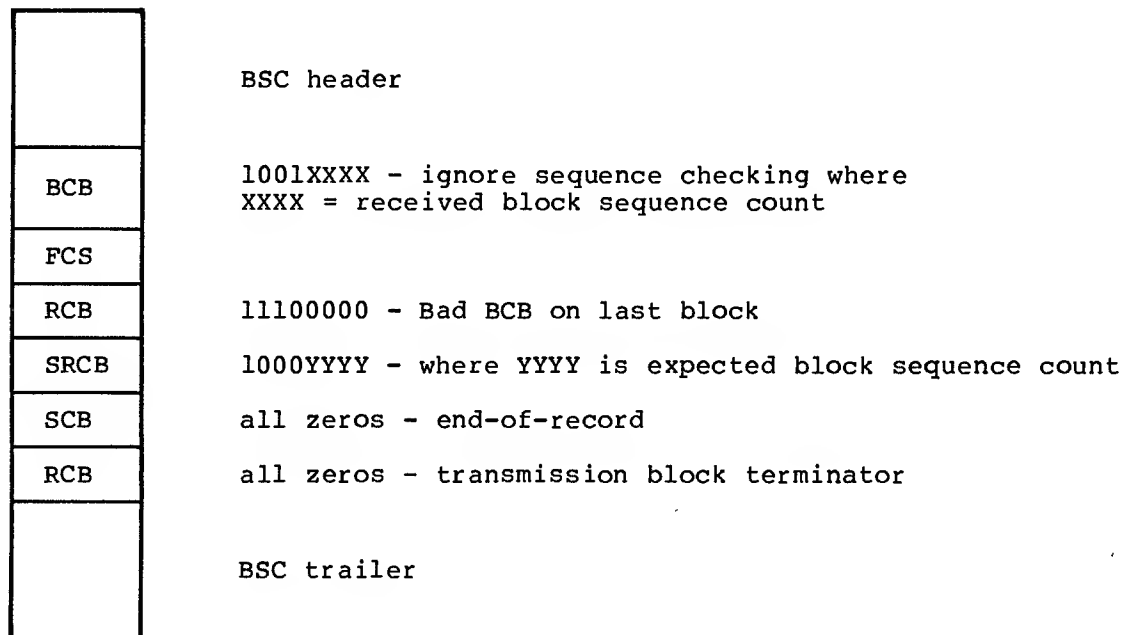 BSC header
BCB 1001XXXX - ignore sequence checking where
XXXX = received block sequence count
FCS
RCB 11100000 - Bad BCB on last block
SRCB 1000YYYY - where YYYY is expected block sequence count
SCB all zeros - end-of-record
RCB all zeros - transmission block terminator
BSC trailer